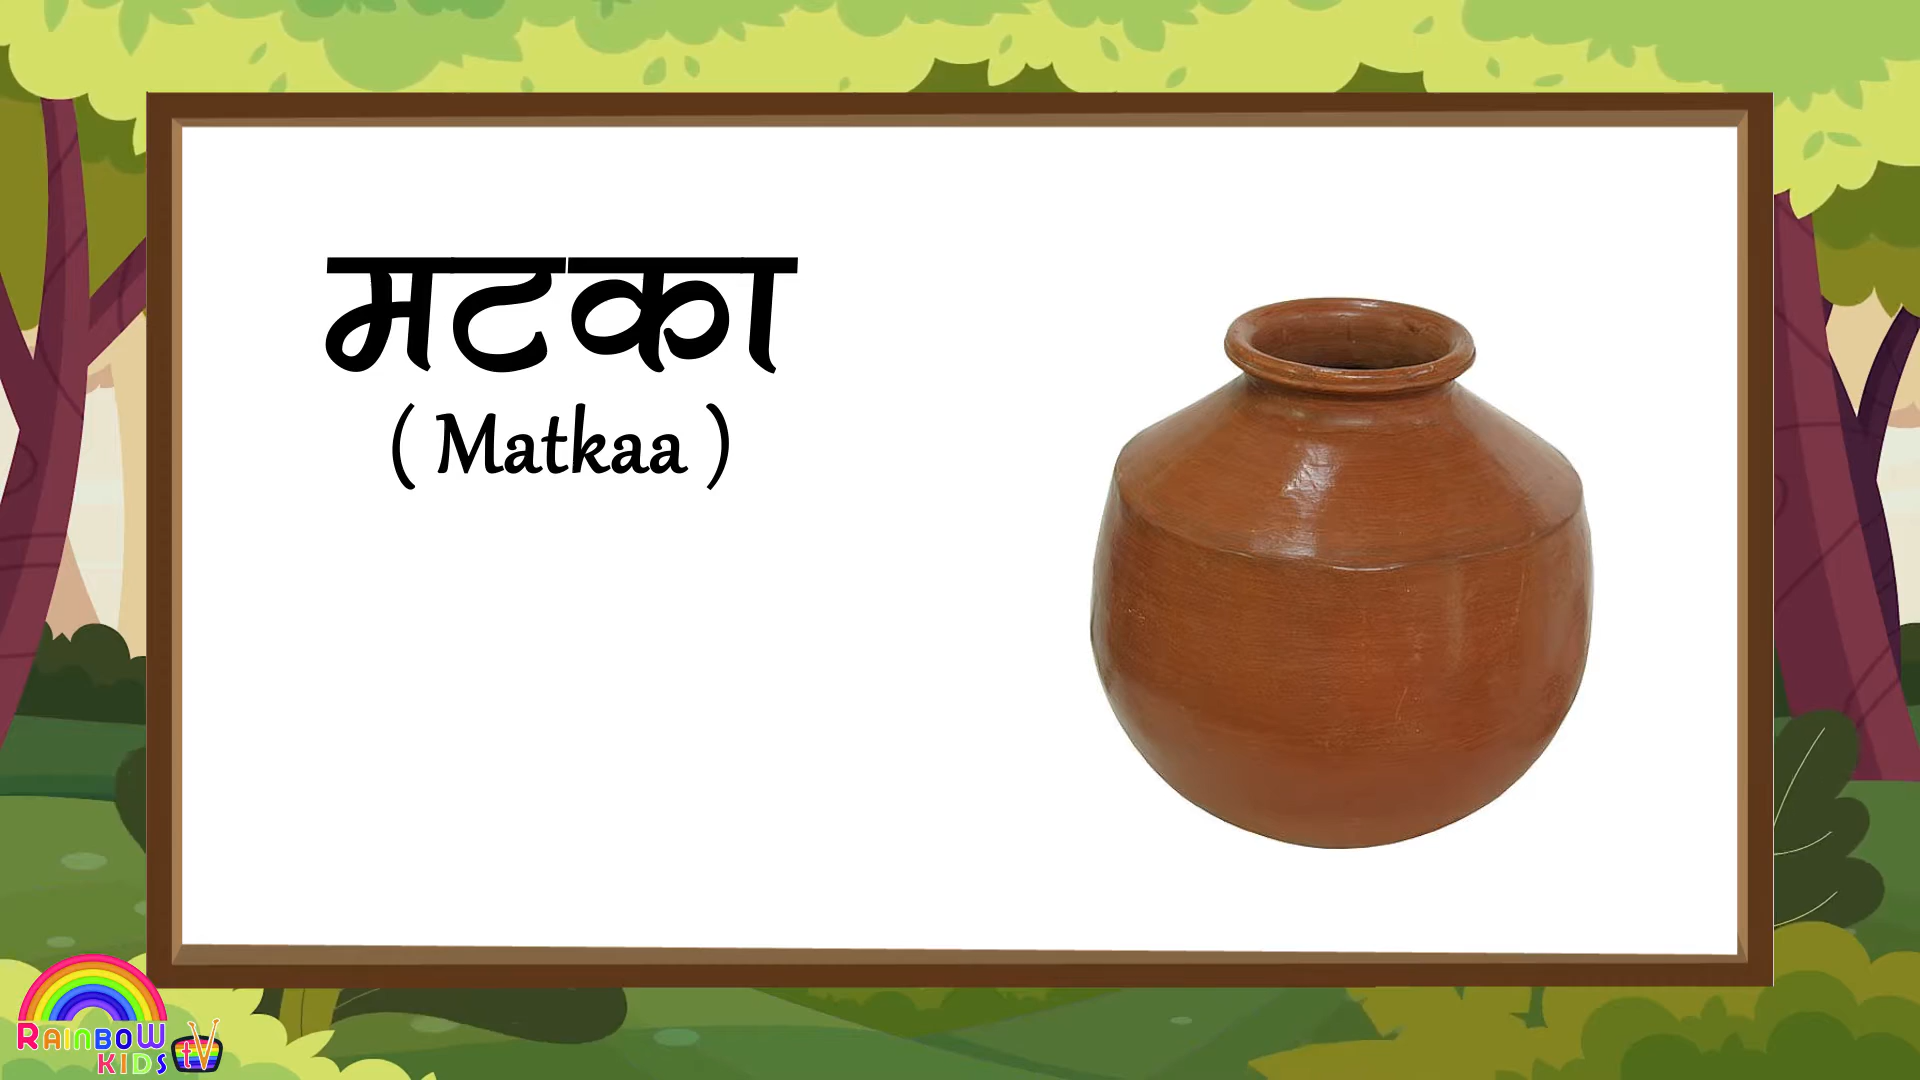 मटका
( Matkaa )
RAINBOW
KIDS tV